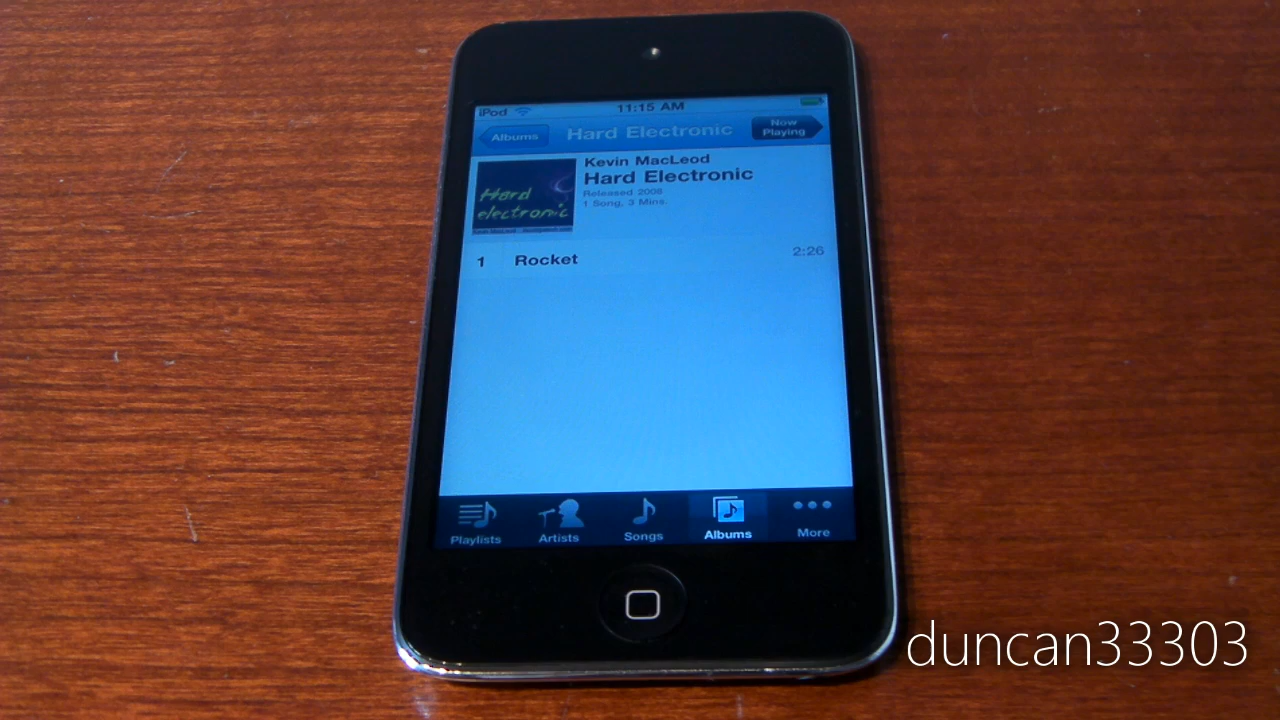 iPod 11:15 AM
Albums Hard Electronic Now Playing
Kevin MacLeod
Hard Electronic
Released 2008
1 Song, 3 Mins.
Hard
electronic
1 Rocket 2:26
Playlists Artists Songs Albums More
duncan33303